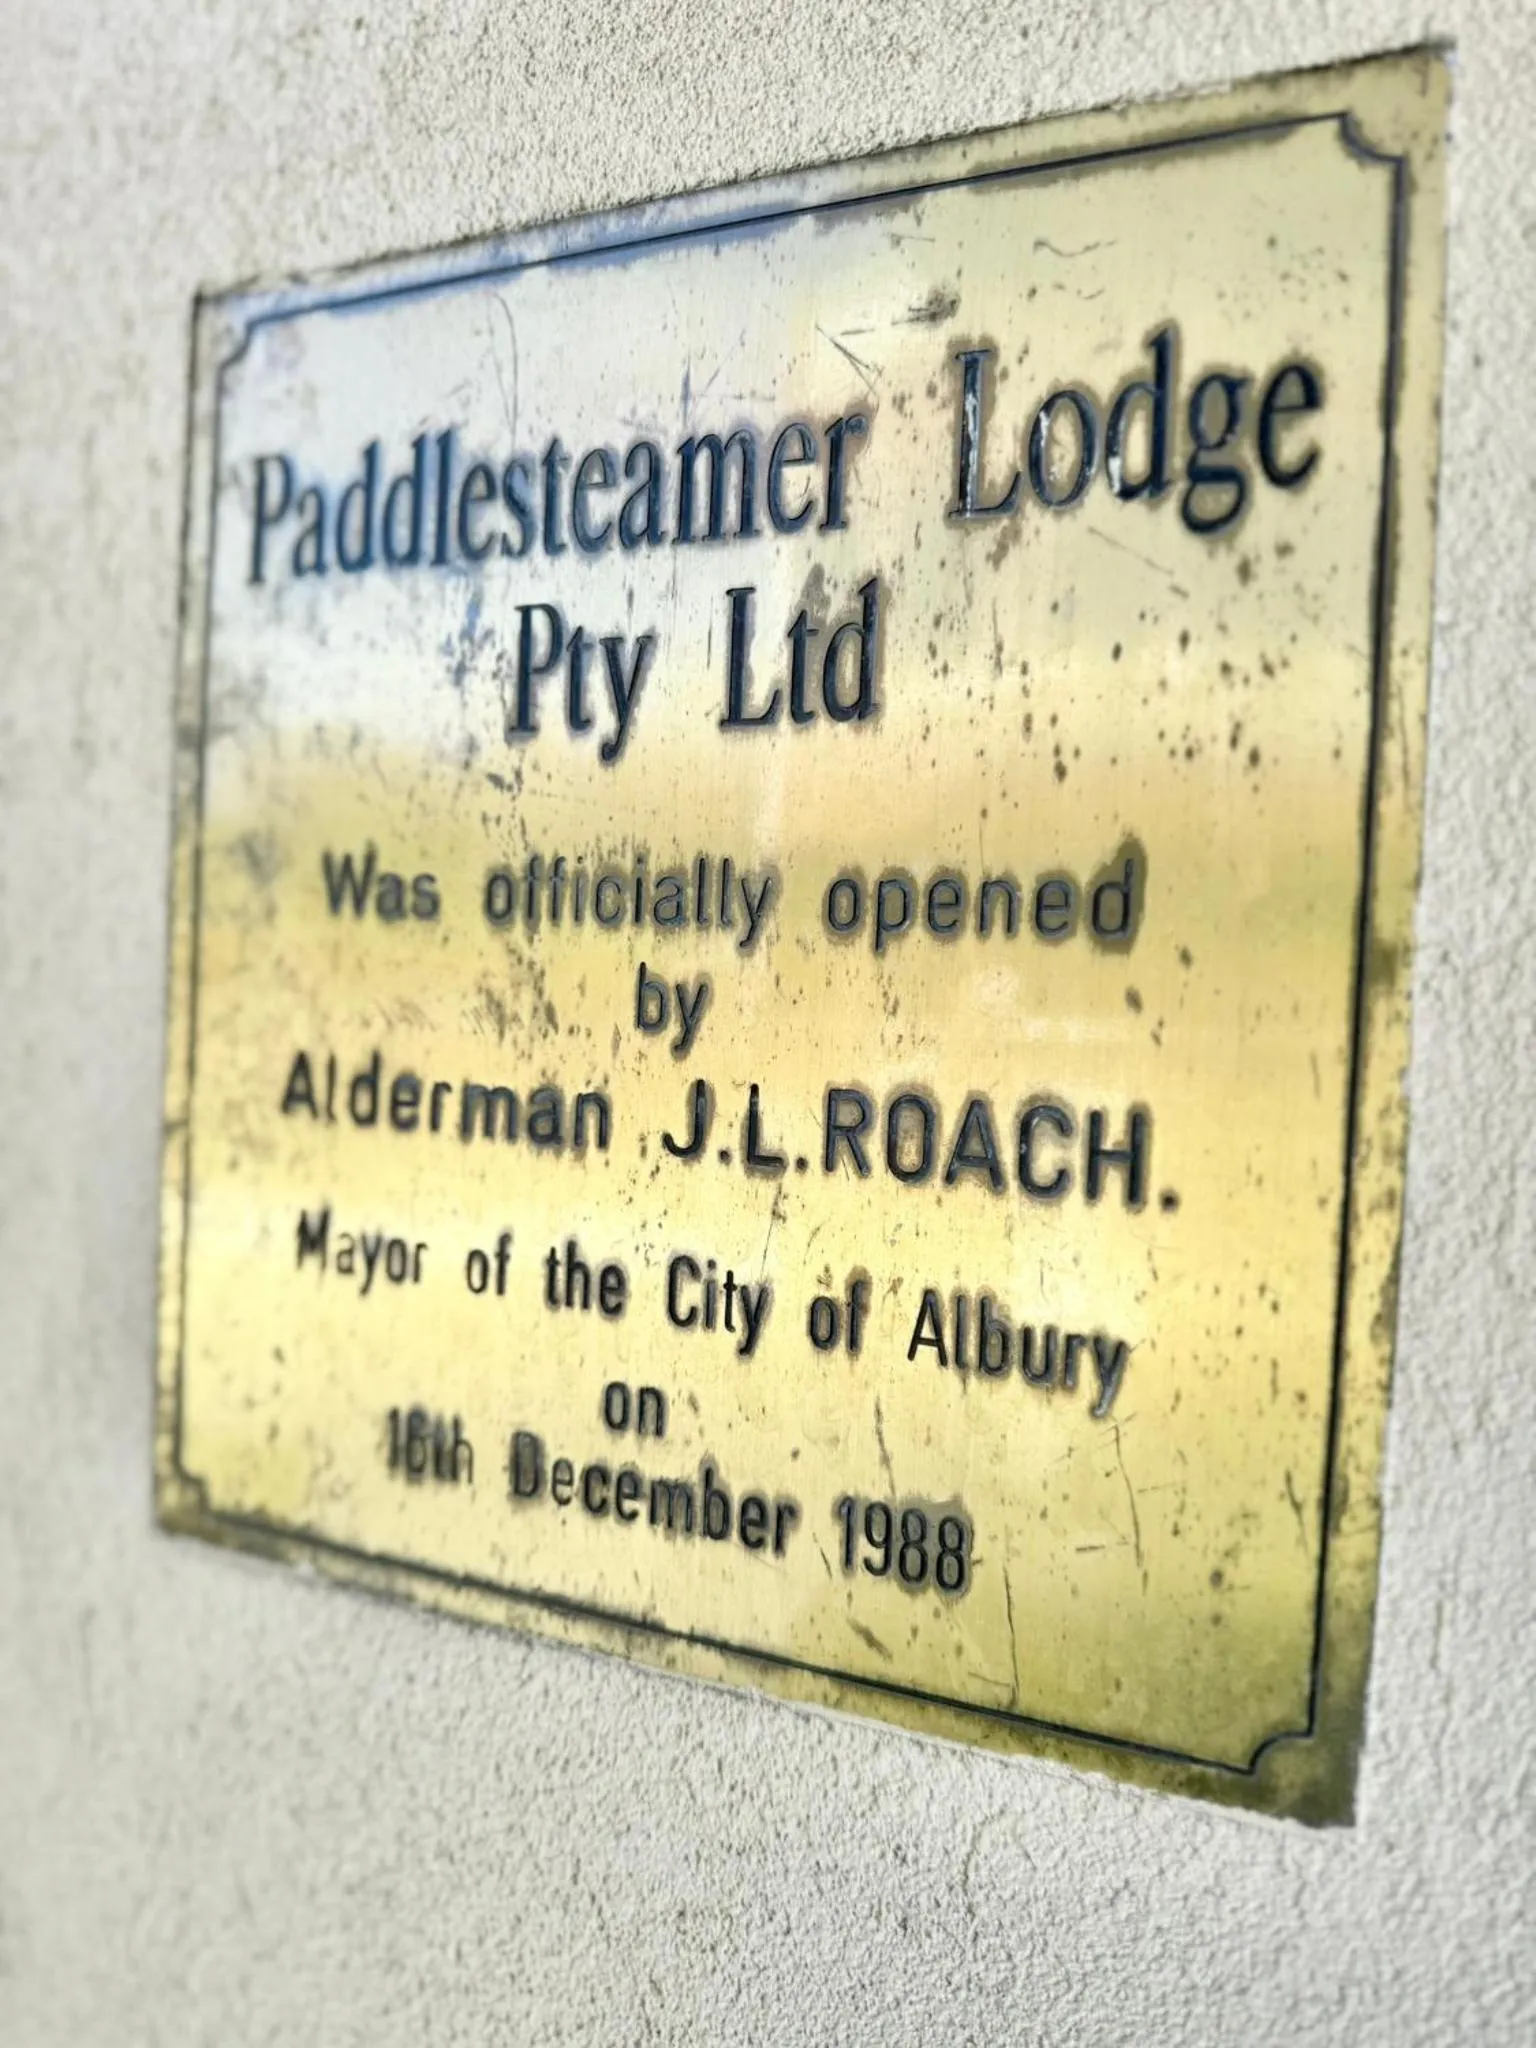 Paddlesteamer Lodge
Pty Ltd
Was officially opened
by
Alderman J.L.ROACH.
Mayor of the City of Albury
on
16th December 1988